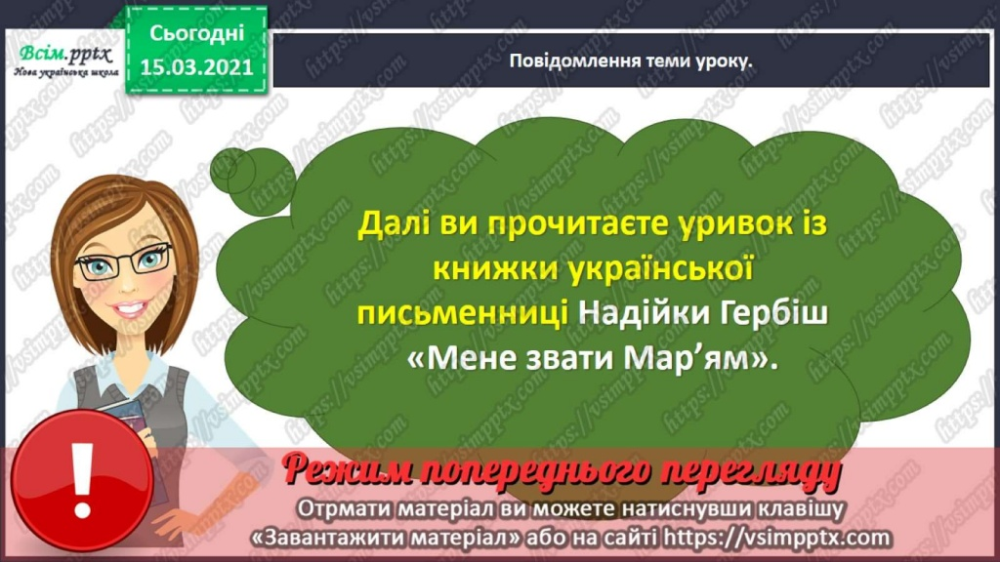 Всім.pptx
Нова українська школа
Сьогодні
15.03.2021
Повідомлення теми уроку.
Далі ви прочитаєте уривок із
книжки української
письменниці Надійки Гербіш
«Мене звати Мар’ям».
!
Режим попереднього перегляду
Отрмати матеріал ви можете натиснувши клавішу
«Завантажити матеріал» або на сайті https://vsimpptx.com